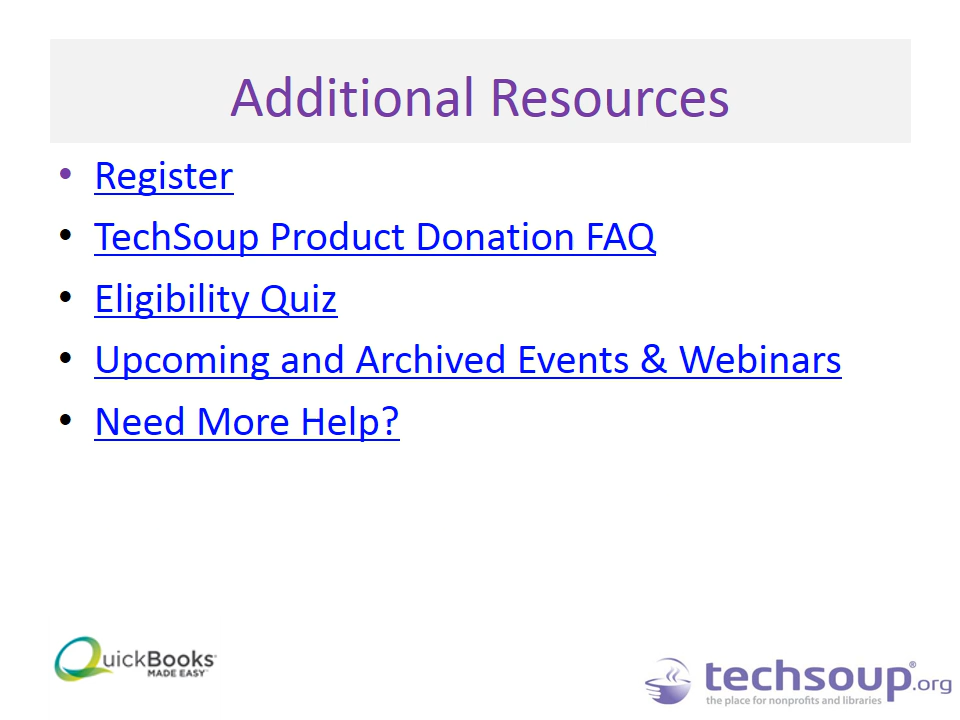 Additional Resources
• Register
• TechSoup Product Donation FAQ
• Eligibility Quiz
• Upcoming and Archived Events & Webinars
• Need More Help?
QuickBooks
MADE EASY™
techsoup®.org
the place for nonprofits and libraries